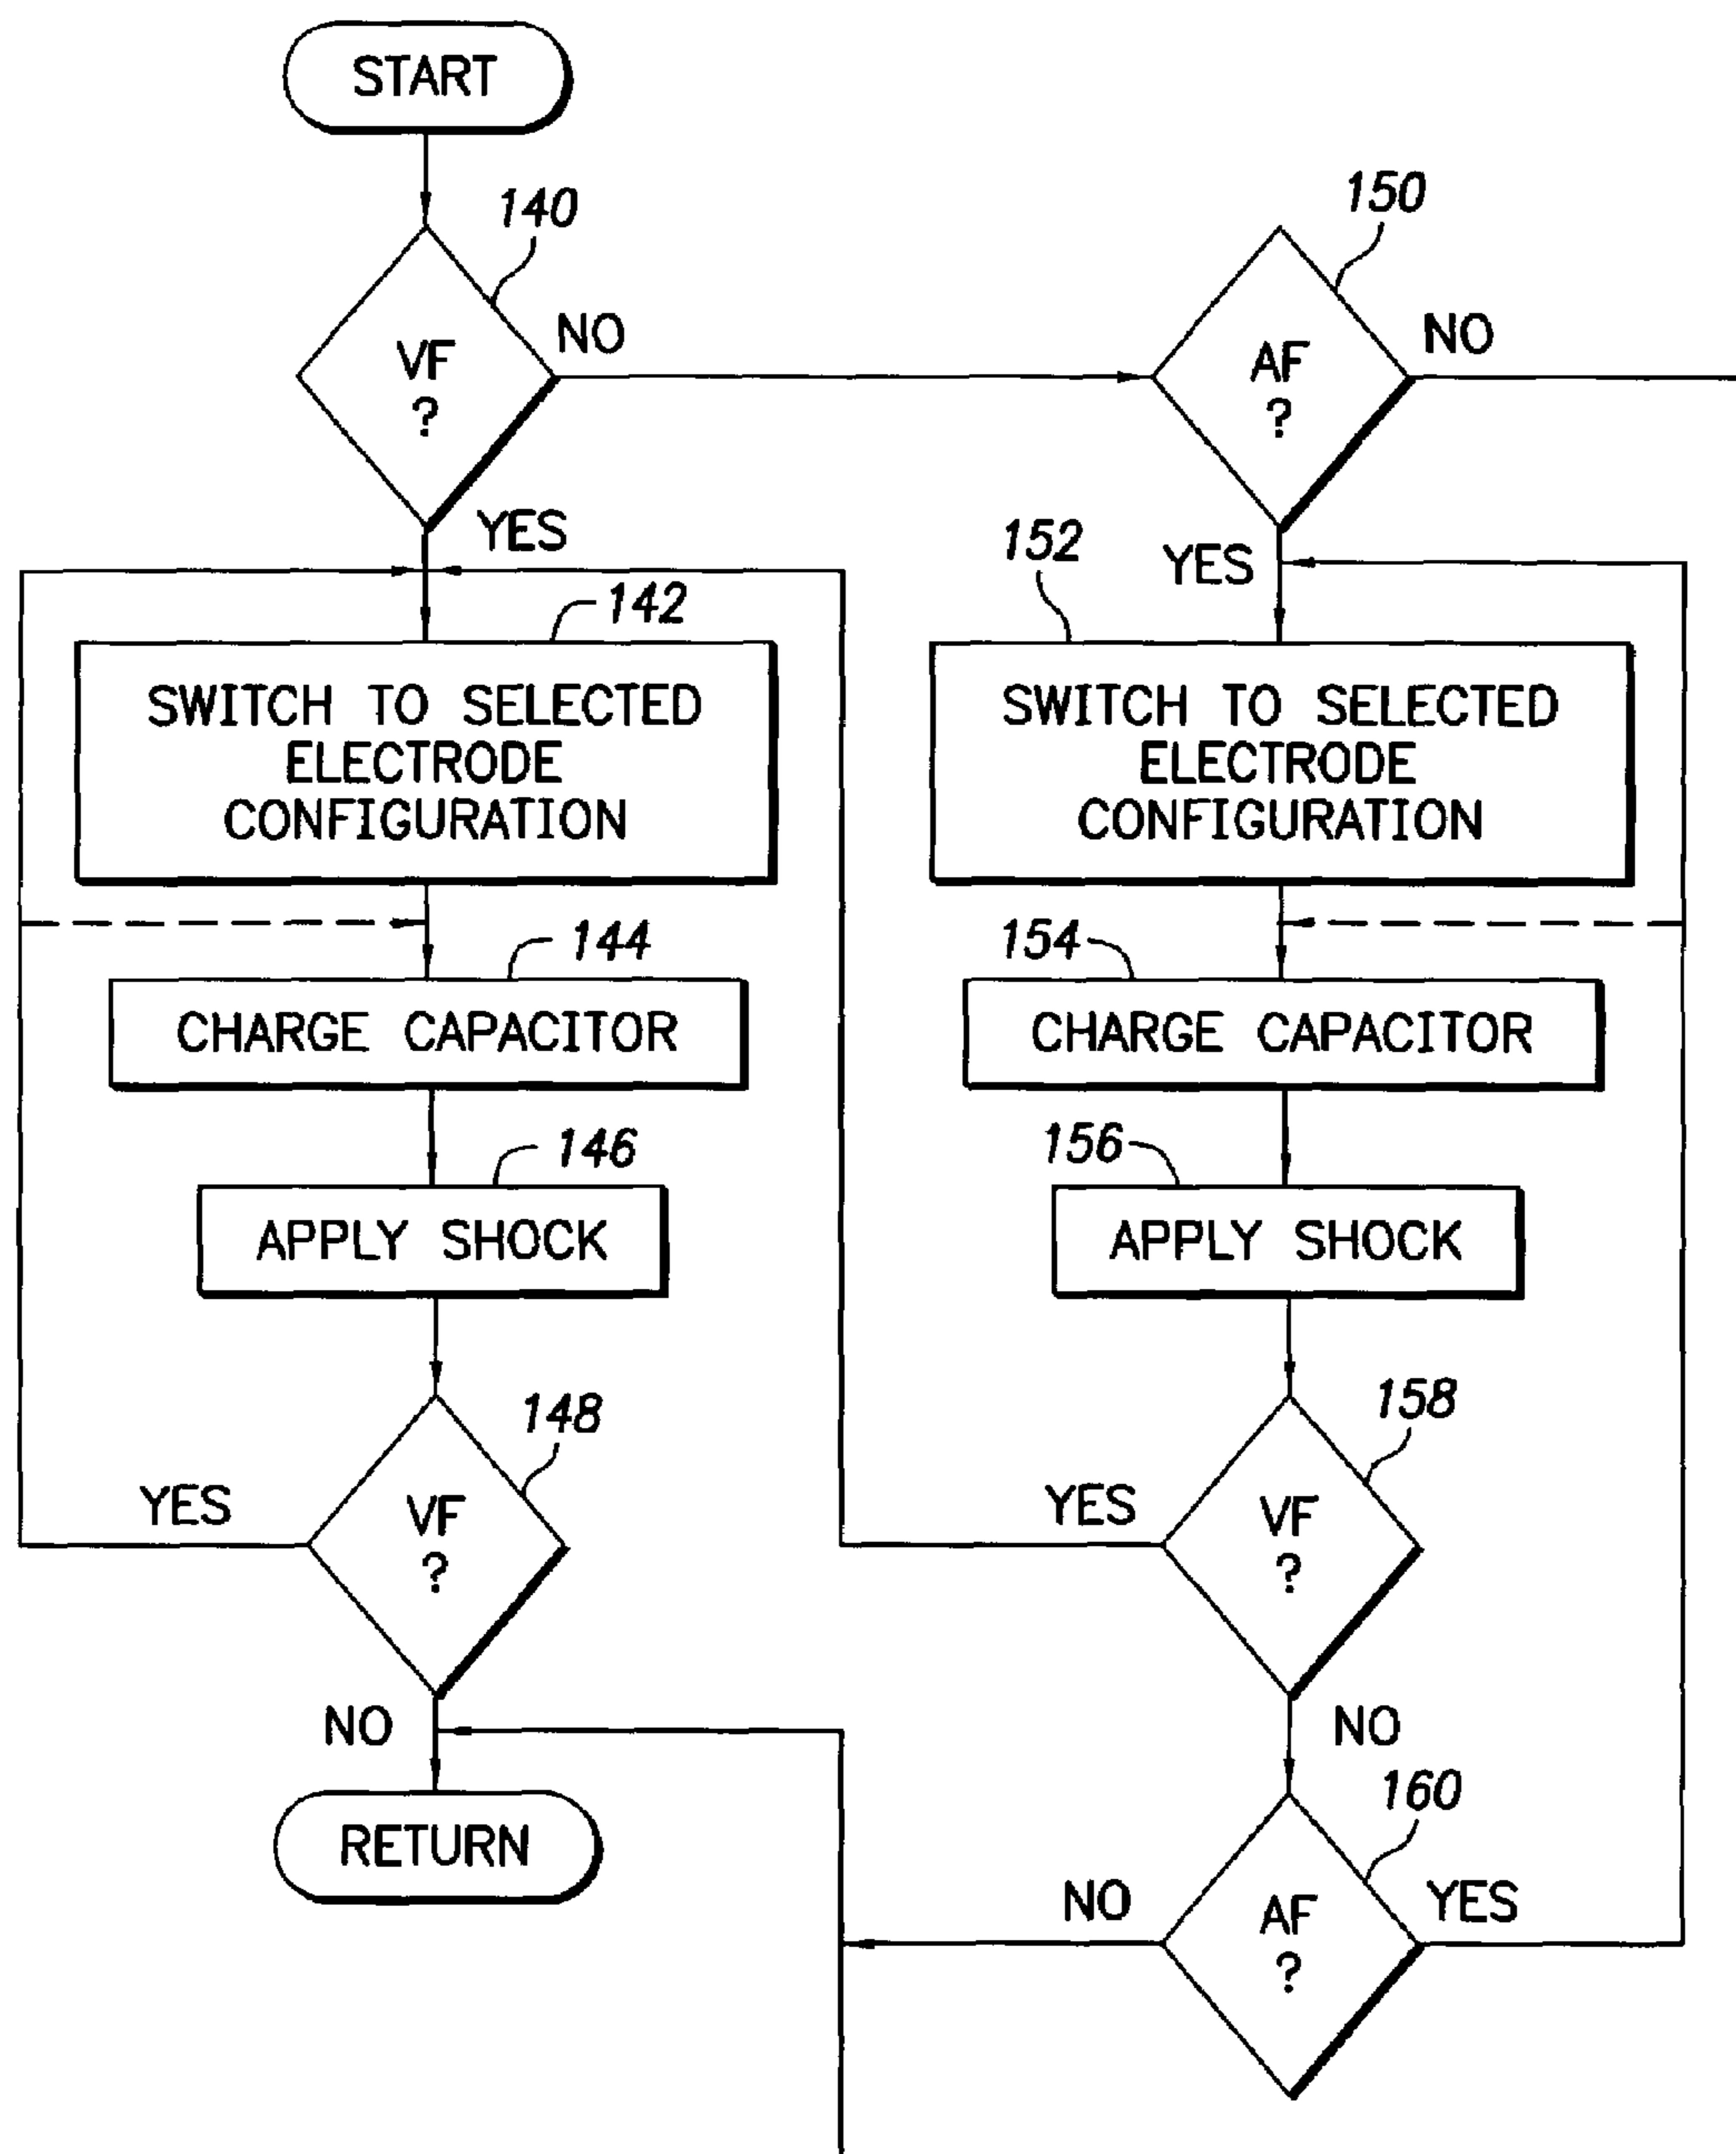 START
140
VF
?
NO
YES
150
AF
?
NO
YES
142
SWITCH TO SELECTED
ELECTRODE
CONFIGURATION
152
SWITCH TO SELECTED
ELECTRODE
CONFIGURATION
144
CHARGE CAPACITOR
154
CHARGE CAPACITOR
146
APPLY SHOCK
156
APPLY SHOCK
148
YES
VF
?
NO
158
YES
VF
?
NO
RETURN
160
NO
AF
?
YES